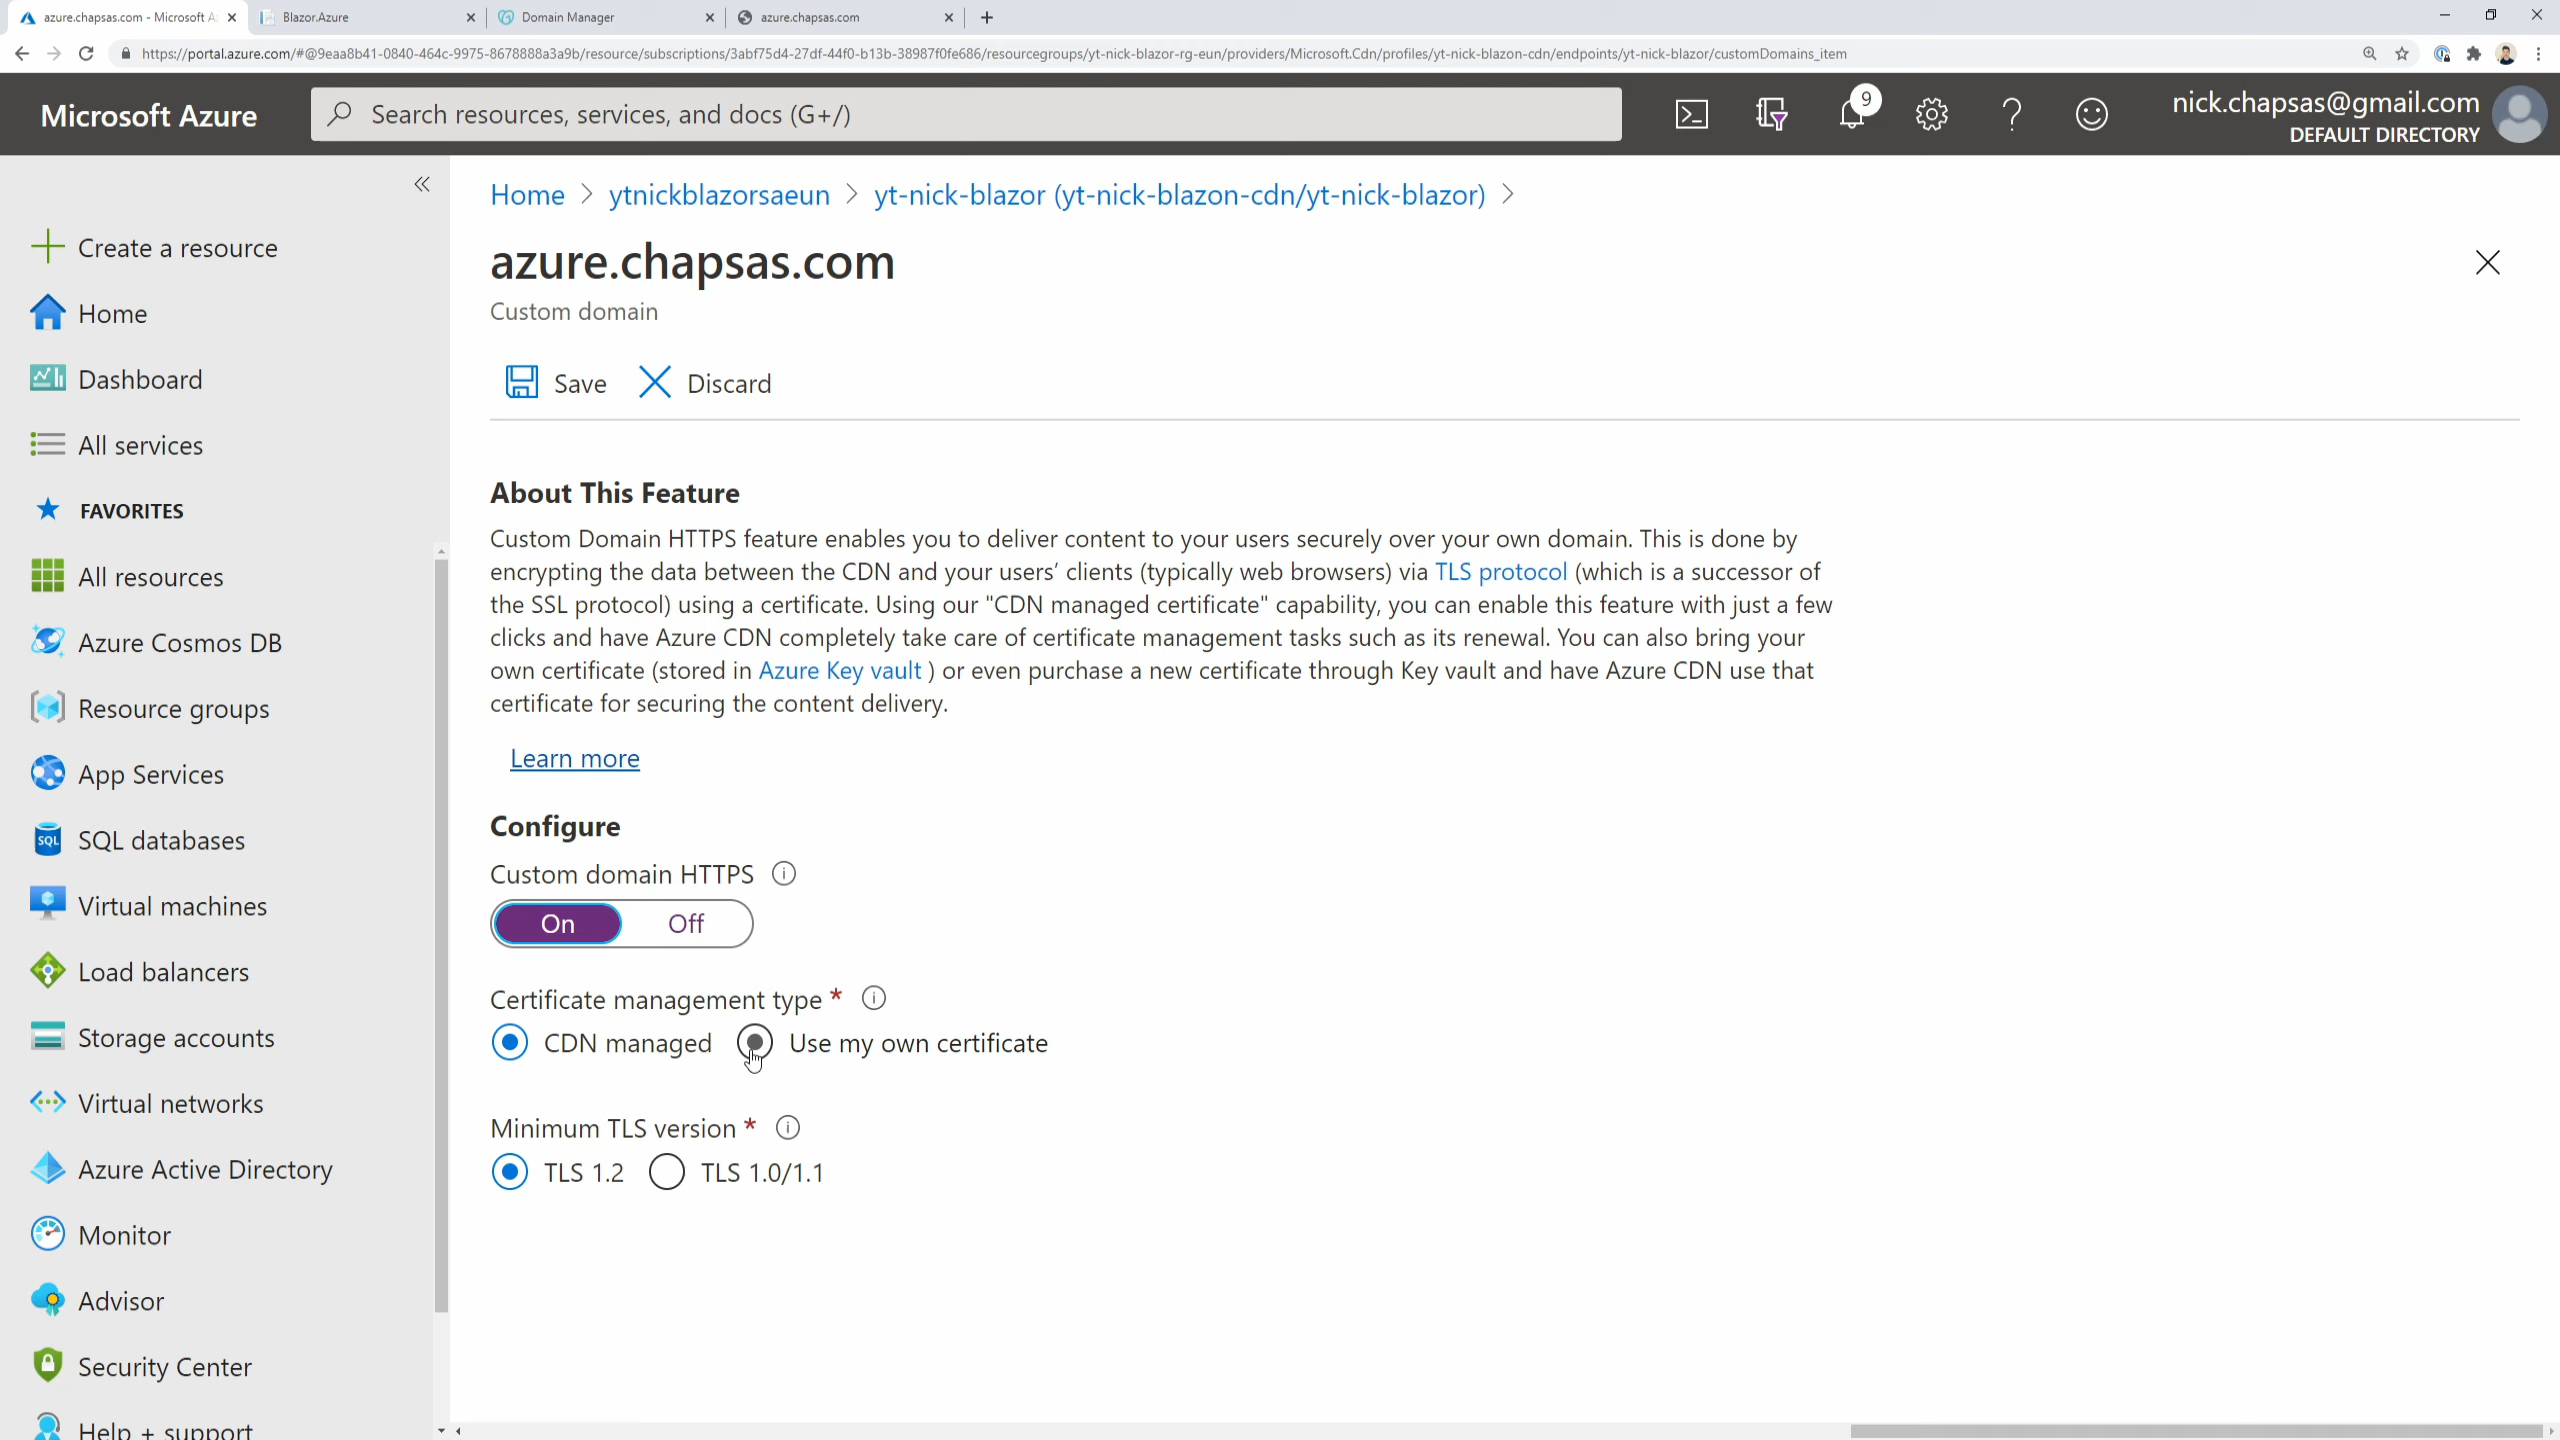 azure.chapsas.com - Microsoft A
Blazor.Azure
Domain Manager
azure.chapsas.com
https://portal.azure.com/#@9eaa8b41-0840-464c-9975-8678888a3a9b/resource/subscriptions/3abf75d4-27df-44f0-b13b-38987f0fe686/resourcegroups/yt-nick-blazor-rg-eun/providers/Microsoft.Cdn/profiles/yt-nick-blazon-cdn/endpoints/yt-nick-blazor/customDomains_item
Microsoft Azure
Search resources, services, and docs (G+/)
9
nick.chapsas@gmail.com
DEFAULT DIRECTORY
Create a resource
Home
Dashboard
All services
FAVORITES
All resources
Azure Cosmos DB
Resource groups
App Services
SQL
SQL databases
Virtual machines
Load balancers
Storage accounts
Virtual networks
Azure Active Directory
Monitor
Advisor
Security Center
Help + support
Home > ytnickblazorsaeun > yt-nick-blazor (yt-nick-blazon-cdn/yt-nick-blazor) >
azure.chapsas.com
Custom domain
Save Discard
About This Feature
Custom Domain HTTPS feature enables you to deliver content to your users securely over your own domain. This is done by
encrypting the data between the CDN and your users' clients (typically web browsers) via TLS protocol (which is a successor of
the SSL protocol) using a certificate. Using our "CDN managed certificate" capability, you can enable this feature with just a few
clicks and have Azure CDN completely take care of certificate management tasks such as its renewal. You can also bring your
own certificate (stored in Azure Key vault ) or even purchase a new certificate through Key vault and have Azure CDN use that
certificate for securing the content delivery.
Learn more
Configure
Custom domain HTTPS
On Off
Certificate management type *
CDN managed Use my own certificate
Minimum TLS version *
TLS 1.2 TLS 1.0/1.1